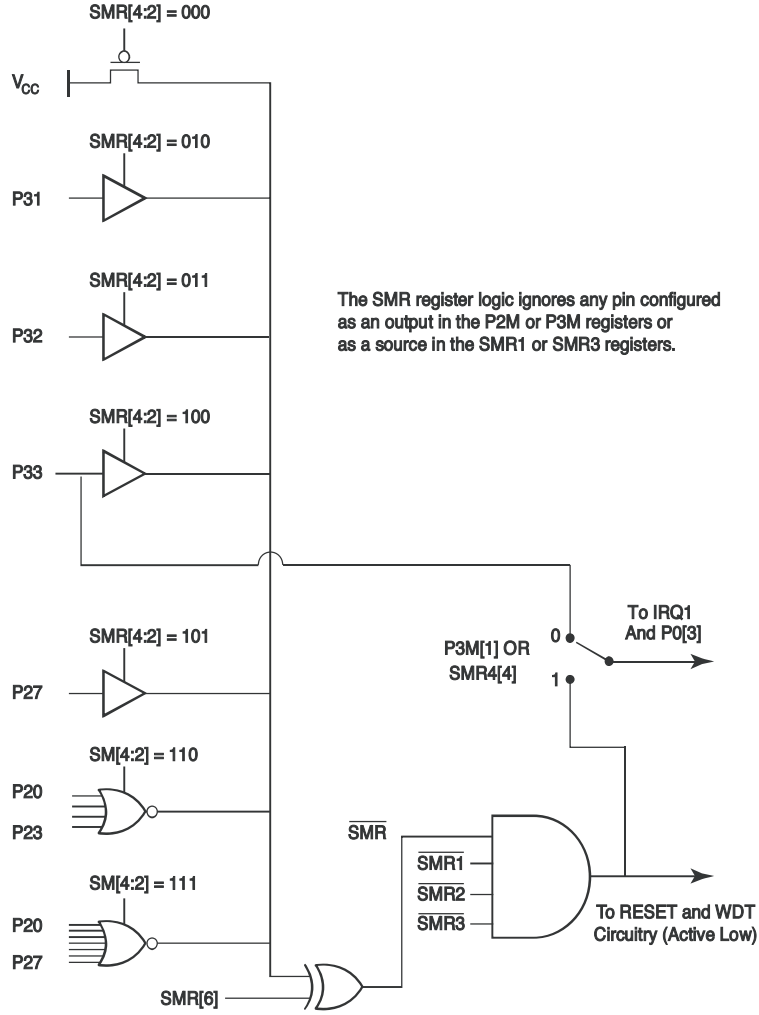 SMR[4:2] = 000
VCC
SMR[4:2] = 010
P31
SMR[4:2] = 011
P32
The SMR register logic ignores any pin configured
as an output in the P2M or P3M registers or
as a source in the SMR1 or SMR3 registers.
SMR[4:2] = 100
P33
To IRQ1
And P0[3]
0
P3M[1] OR
SMR4[4]
1
SMR[4:2] = 101
P27
SM[4:2] = 110
P20
P23
SMR
SMR1
SMR2
SMR3
SM[4:2] = 111
P20
P27
To RESET and WDT
Circuitry (Active Low)
SMR[6]